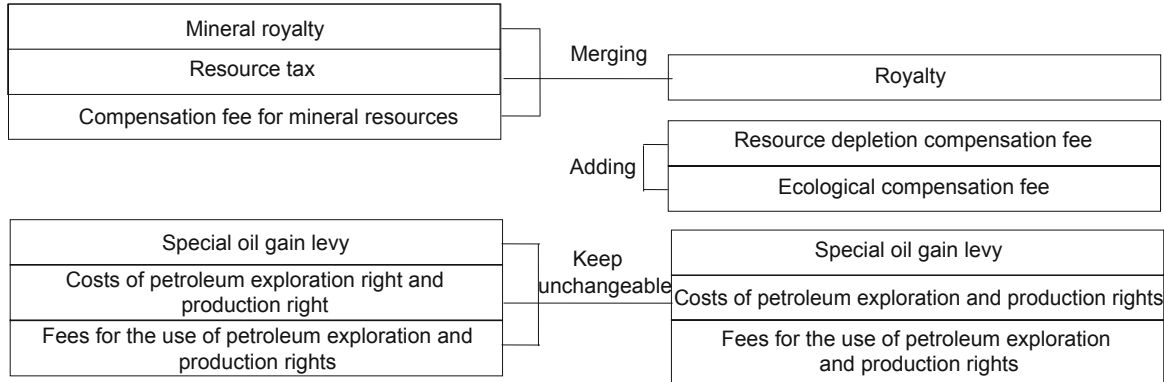 Mineral royalty
Resource tax
Compensation fee for mineral resources
Merging
Royalty
Adding
Resource depletion compensation fee
Ecological compensation fee
Special oil gain levy
Costs of petroleum exploration right and
production right
Fees for the use of petroleum exploration and
production rights
Keep
unchangeable
Special oil gain levy
Costs of petroleum exploration and production rights
Fees for the use of petroleum exploration
and production rights